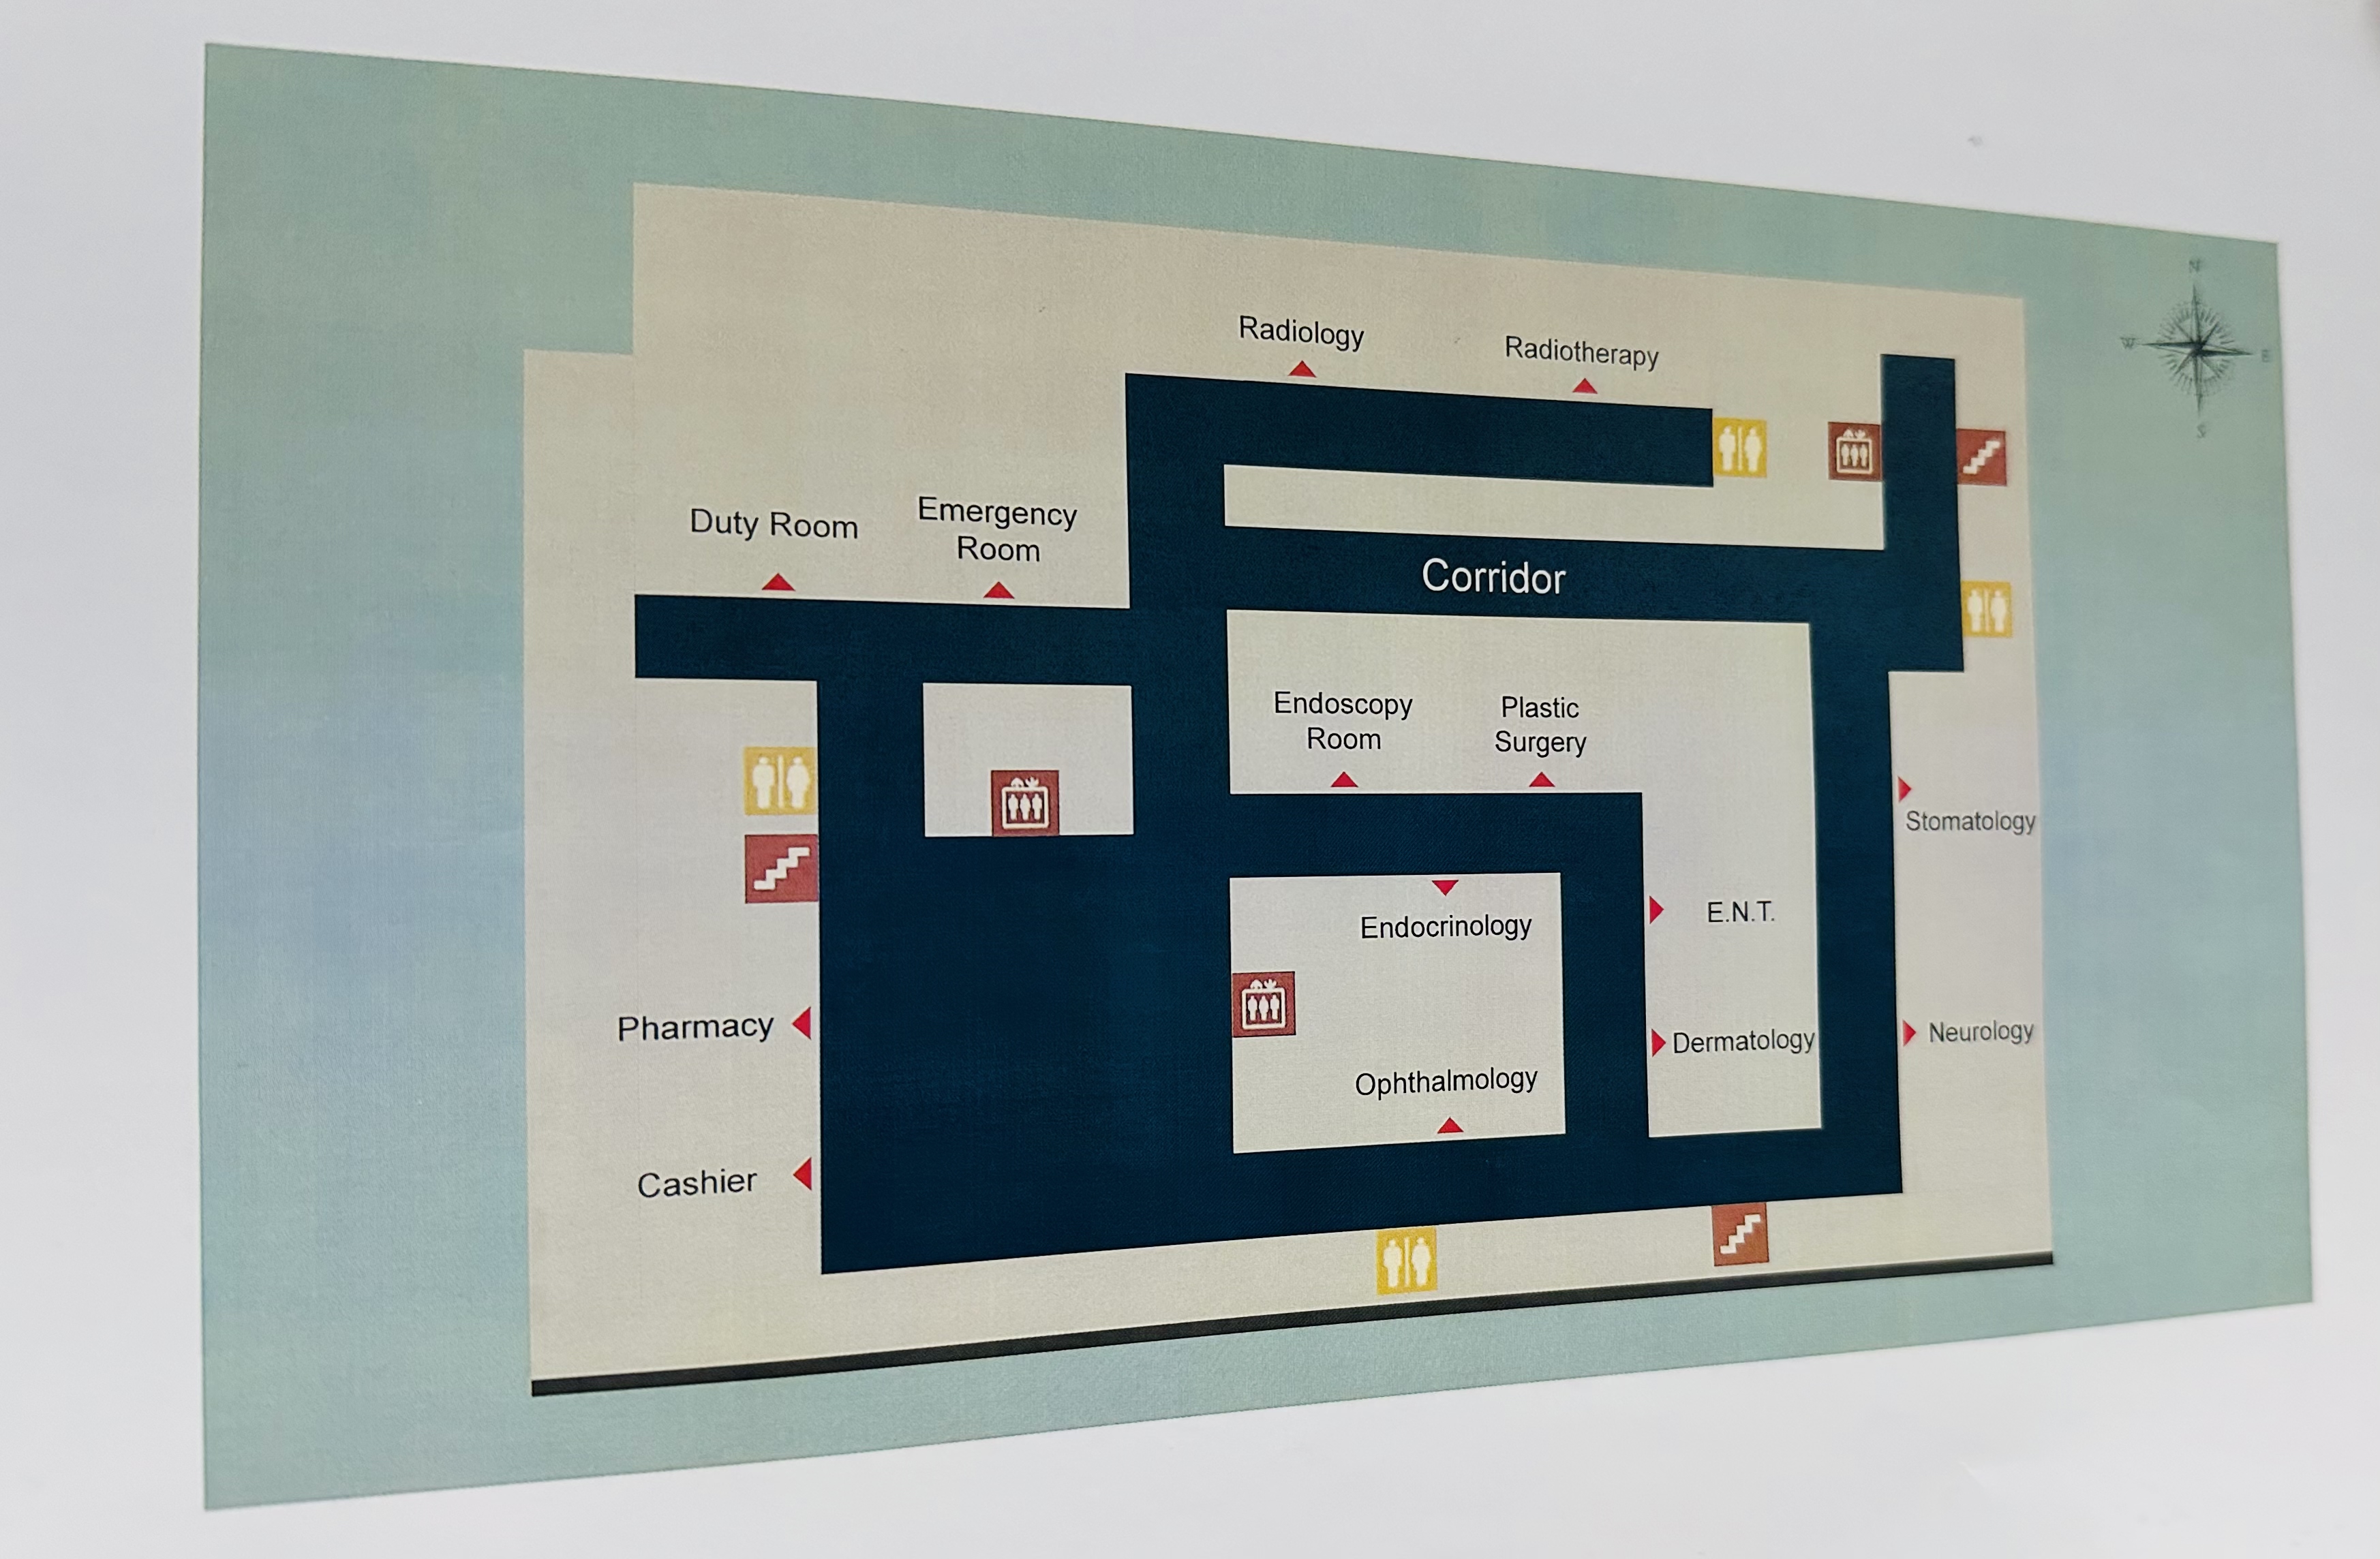 N
W
E
S
Radiology
Radiotherapy
Duty Room
Emergency
Room
Corridor
Endoscopy
Room
Plastic
Surgery
Stomatology
E.N.T.
Endocrinology
Pharmacy
Dermatology
Neurology
Ophthalmology
Cashier